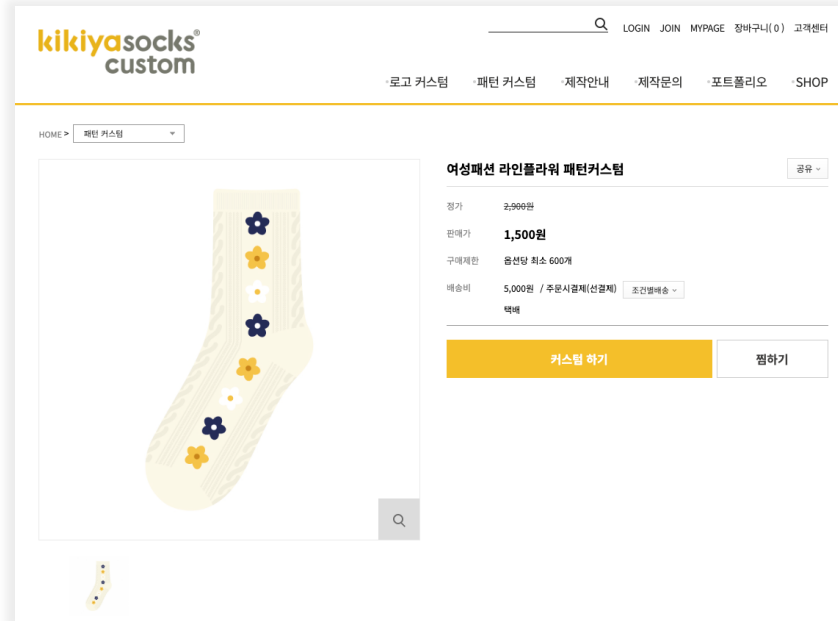 kikiyasocks®
custom
LOGIN JOIN MYPAGE 장바구니( 0 ) 고객센터
·로고 커스텀 ·패턴 커스텀 ·제작안내 ·제작문의 ·포트폴리오 ·SHOP
HOME > 패턴 커스텀
여성패션 라인플라워 패턴커스텀 공유
정가 2,900원
판매가 1,500원
구매제한 옵션당 최소 600개
배송비 5,000원 / 주문시결제(선결제) 조건별배송
택배
커스텀 하기 찜하기